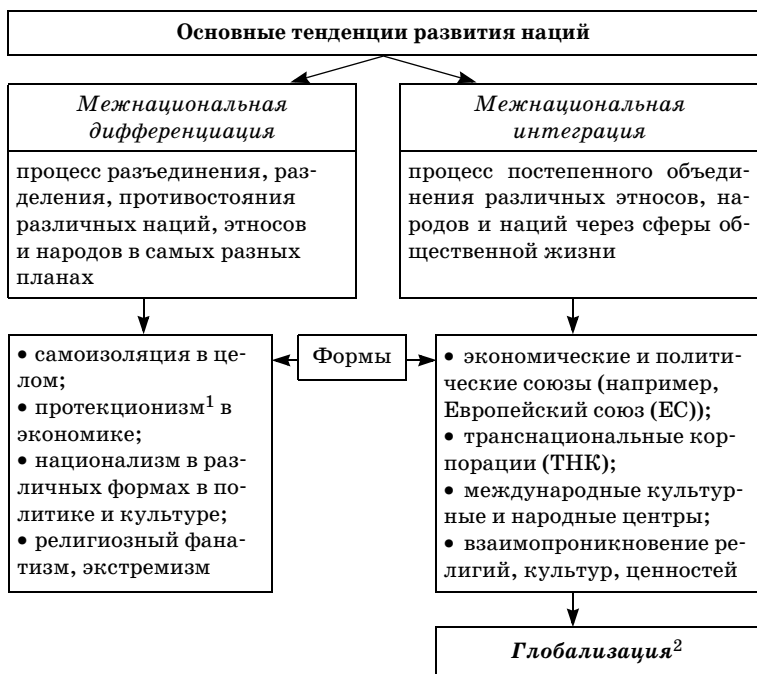 Основные тенденции развития наций
Межнациональная
дифференциация
процесс разъединения, раз-
деления, противостояния
различных наций, этносов
и народов в самых разных
планах
Межнациональная
интеграция
процесс постепенного объеди-
нения различных этносов, на-
родов и наций через сферы об-
щественной жизни
Формы
• самоизоляция в це-
лом;
• протекционизм¹ в
экономике;
• национализм в раз-
личных формах в по-
литике и культуре;
• религиозный фана-
тизм, экстремизм
• экономические и полити-
ческие союзы (например,
Европейский союз (ЕС));
• транснациональные кор-
порации (ТНК);
• международные культур-
ные и народные центры;
• взаимопроникновение ре-
лигий, культур, ценностей
Глобализация²